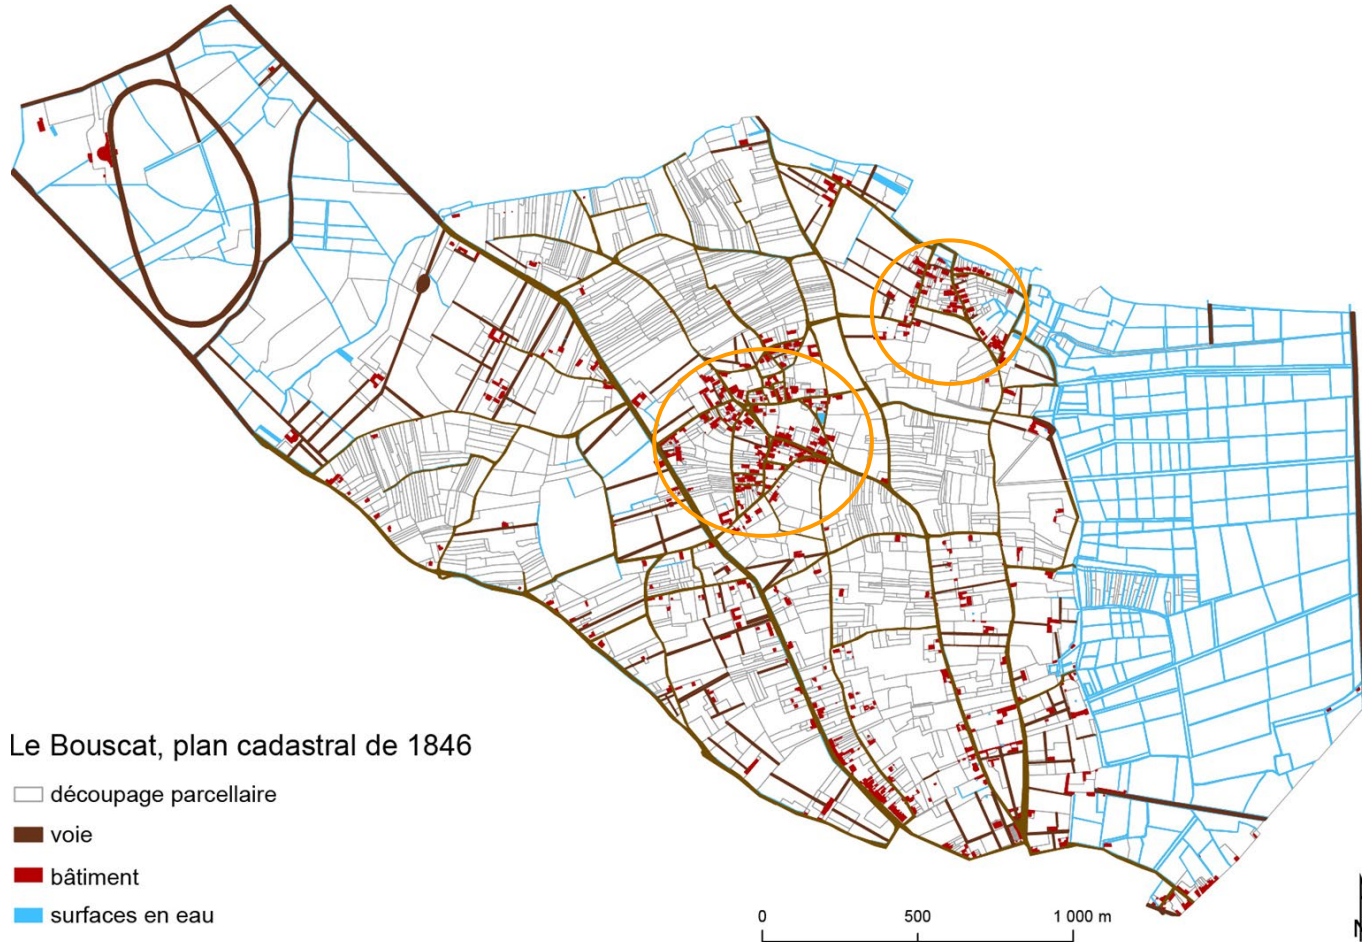 Le Bouscat, plan cadastral de 1846
découpage parcellaire
voie
bâtiment
surfaces en eau
0 500 1 000 m
N